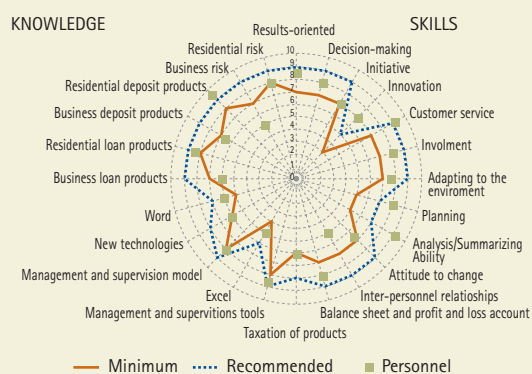 KNOWLEDGE
SKILLS
Results-oriented
Decision-making
Initiative
Innovation
Customer service
Involment
Adapting to the
enviroment
Planning
Analysis/Summarizing
Ability
Attitude to change
Inter-personal relatioships
Balance sheet and profit and loss account
Taxation of products
Management and supervitions tools
Excel
Management and supervision model
New technologies
Word
Business loan products
Residential loan products
Business deposit products
Residential deposit products
Business risk
Residential risk
10
9
8
7
6
5
4
3
2
1
0
Minimum
Recommended
Personnel